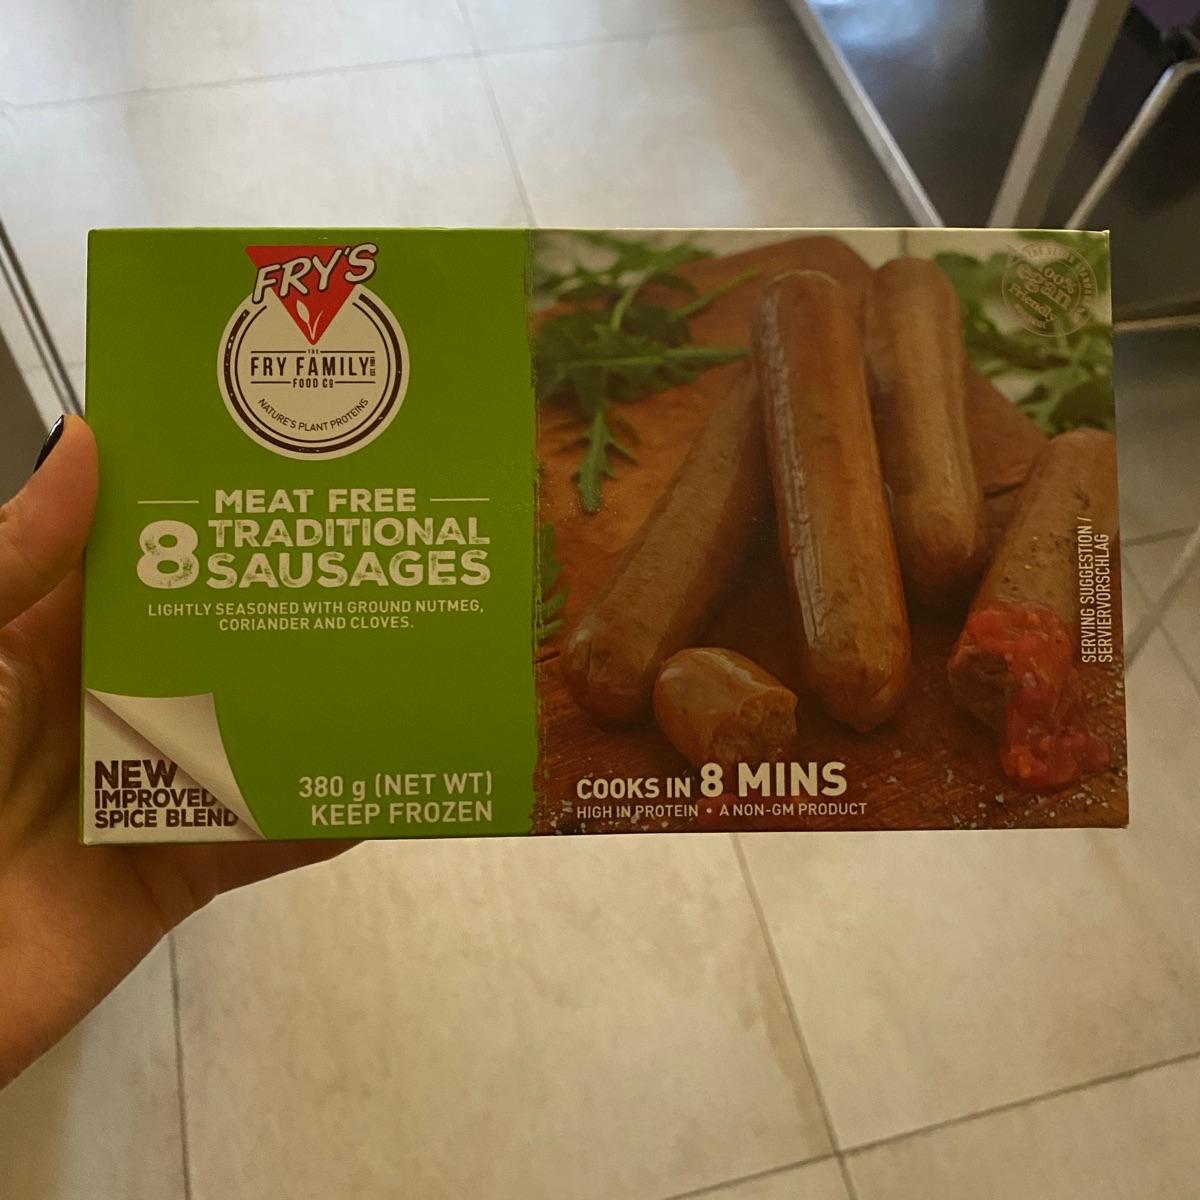 FRY'S
THE
FRY FAMILY
FOOD CO
NATURE'S PLANT PROTEINS
MEAT FREE
8 TRADITIONAL
SAUSAGES
LIGHTLY SEASONED WITH GROUND NUTMEG,
CORIANDER AND CLOVES.
NEW
IMPROVED
SPICE BLEND
380 g (NET WT)
KEEP FROZEN
COOKS IN 8 MINS
HIGH IN PROTEIN • A NON-GM PRODUCT
SERVING SUGGESTION /
SERVIERVORSCHLAG
100%
Friendly